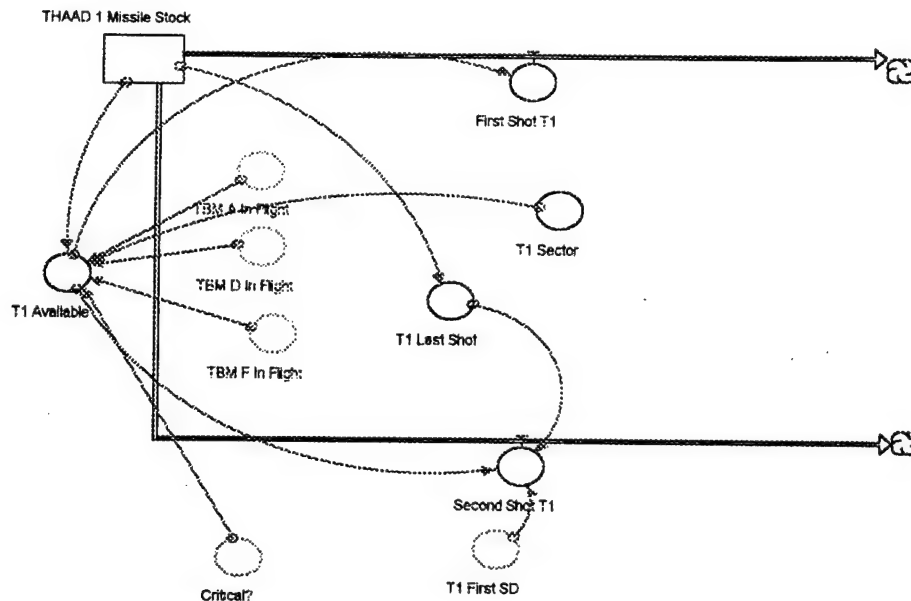 THAAD 1 Missile Stock
First Shot T1
TBM A In Flight
T1 Sector
TBM D In Flight
T1 Available
T1 Last Shot
TBM F In Flight
Second Shot T1
T1 First SD
Critical?